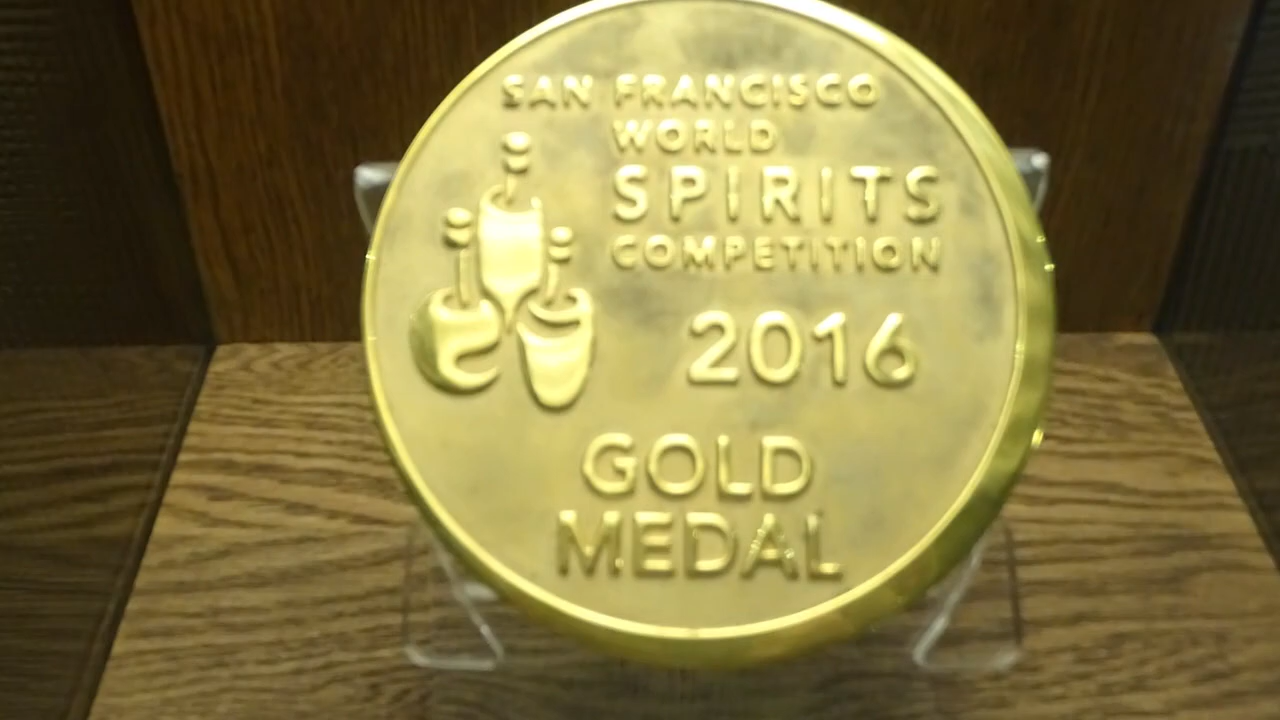 SAN FRANCISCO
WORLD
SPIRITS
COMPETITION
2016
GOLD
MEDAL